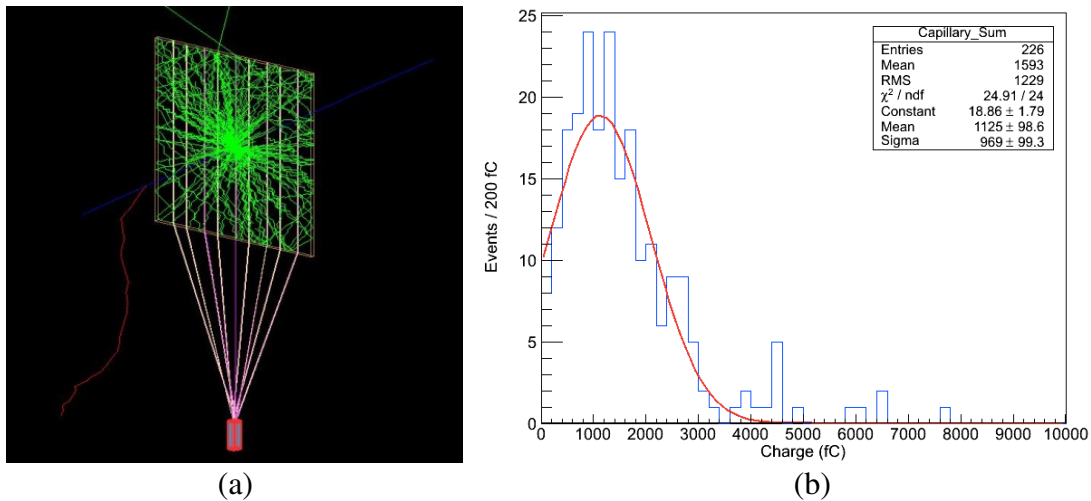 Capillary_Sum
Entries 226
Mean 1593
RMS 1229
χ² / ndf 24.91 / 24
Constant 18.86 ± 1.79
Mean 1125 ± 98.6
Sigma 969 ± 99.3
Events / 200 fC
25
20
15
10
5
0
0 1000 2000 3000 4000 5000 6000 7000 8000 9000 10000
Charge (fC)
(a) (b)